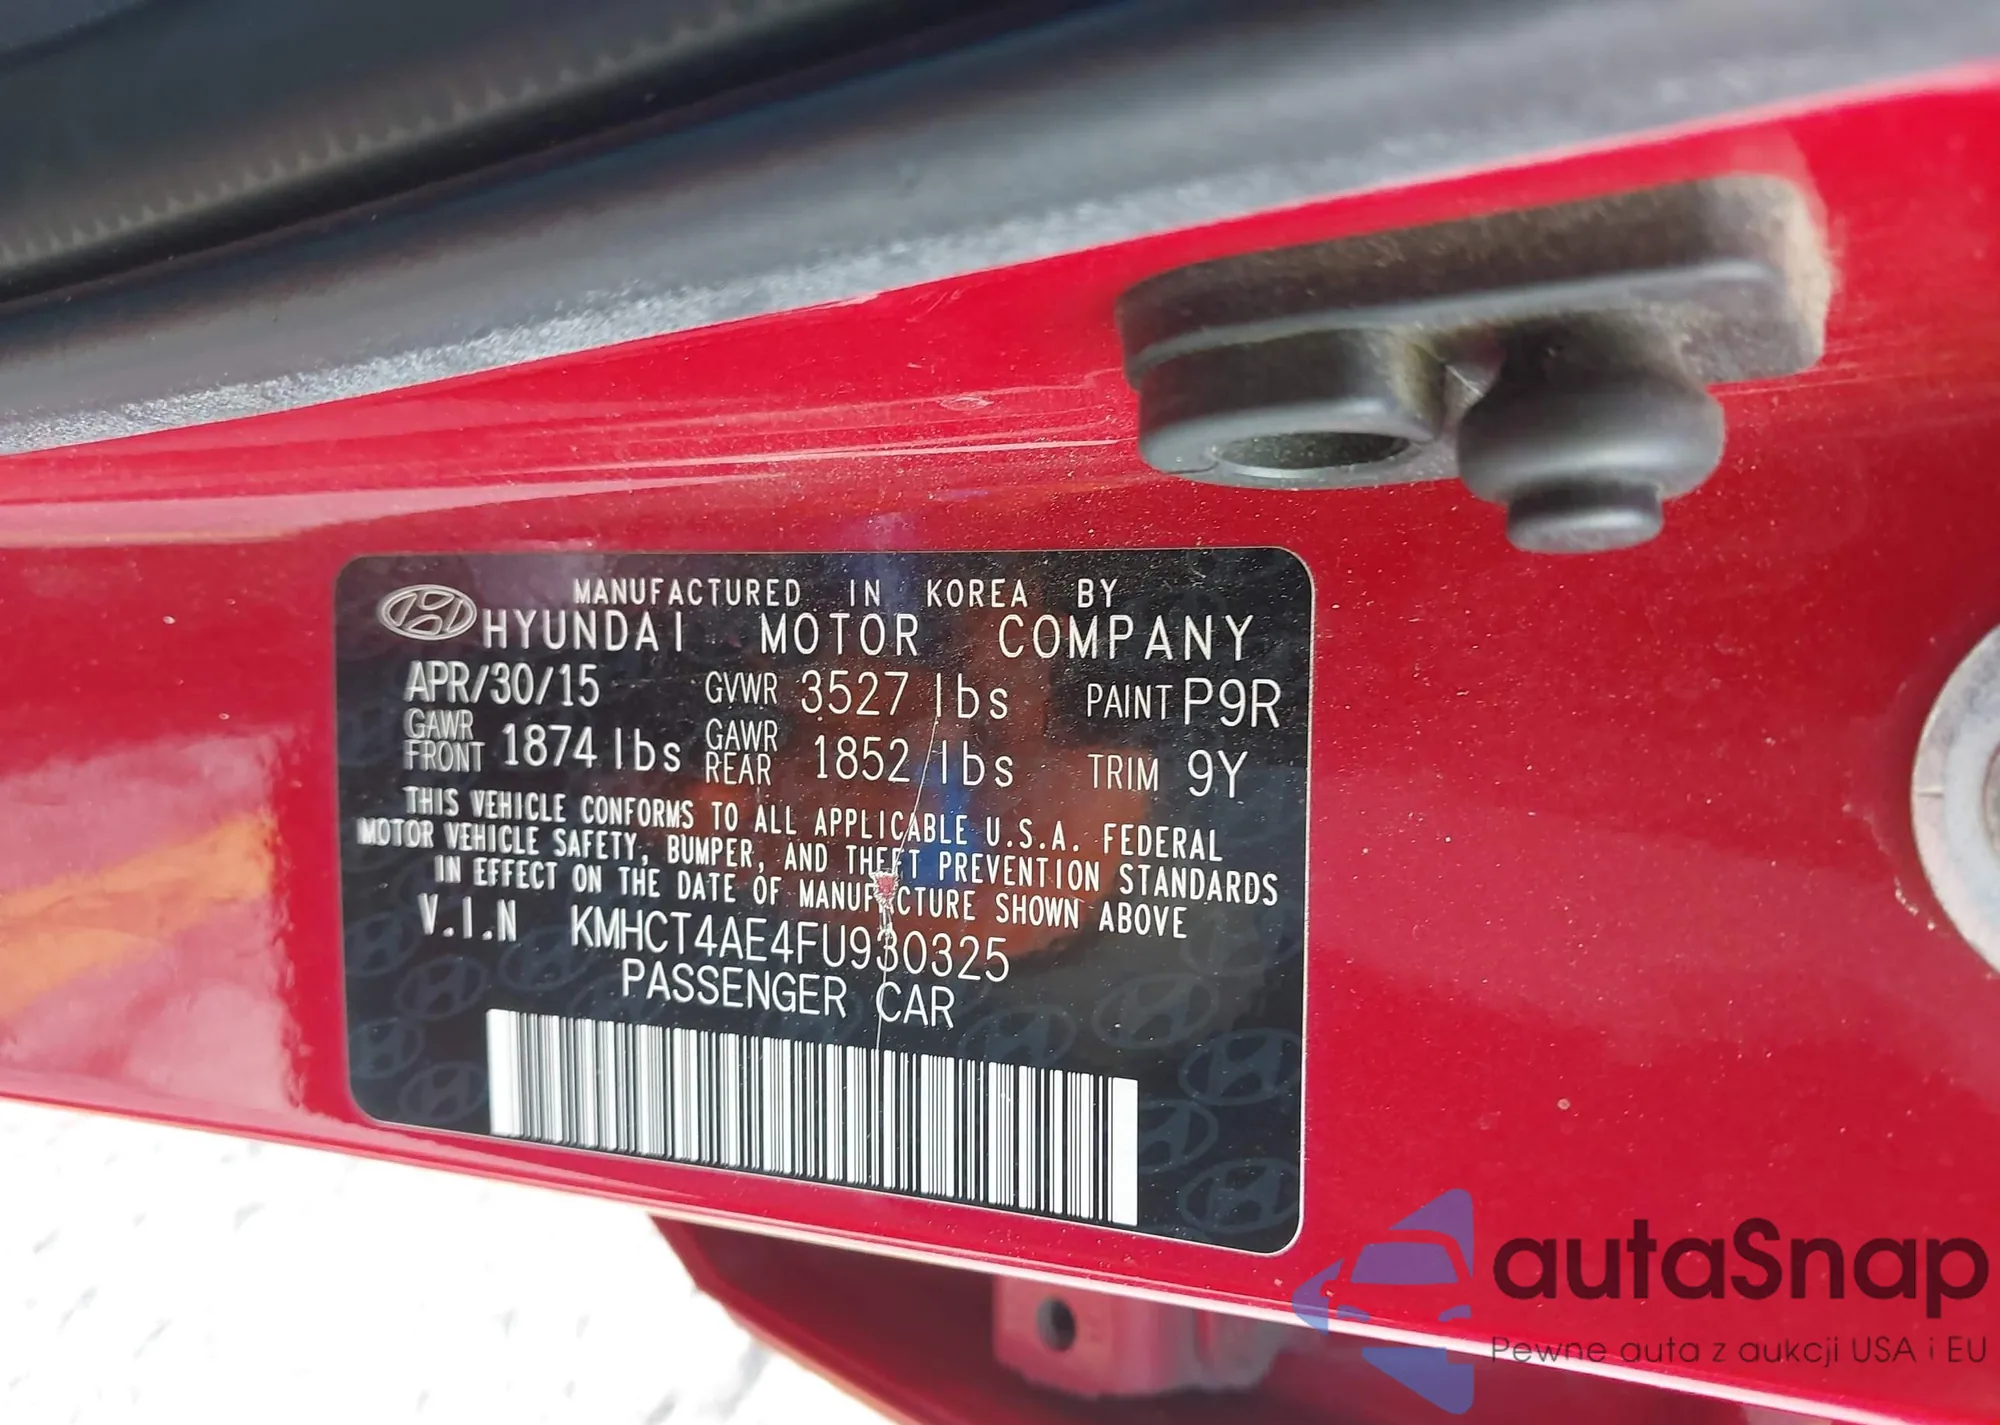 MANUFACTURED IN KOREA BY
HYUNDAI MOTOR COMPANY
APR/30/15 GVWR 3527 lbs PAINT P9R
GAWR FRONT 1874 lbs GAWR REAR 1852 lbs TRIM 9Y
THIS VEHICLE CONFORMS TO ALL APPLICABLE U.S.A. FEDERAL
MOTOR VEHICLE SAFETY, BUMPER, AND THEFT PREVENTION STANDARDS
IN EFFECT ON THE DATE OF MANUFACTURE SHOWN ABOVE
V.I.N KMHCT4AE4FU930325
PASSENGER CAR
autaSnap
Pewne auta z aukcji USA i EU